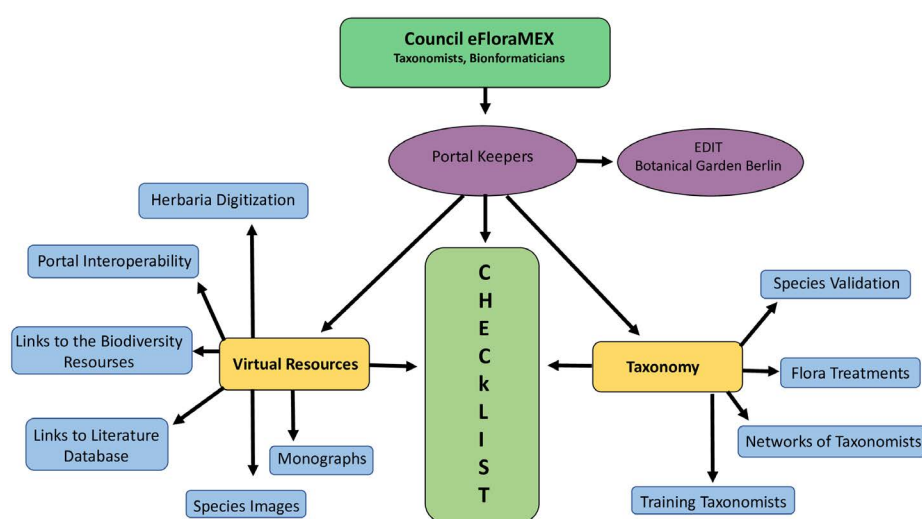 Council eFloraMEX
Taxonomists, Bionformaticians
Portal Keepers
EDIT
Botanical Garden Berlin
Herbaria Digitization
Portal Interoperability
Links to the Biodiversity
Resourses
Virtual Resources
Links to Literature
Database
Monographs
Species Images
C
H
E
C
k
L
I
S
T
Species Validation
Taxonomy
Flora Treatments
Networks of Taxonomists
Training Taxonomists